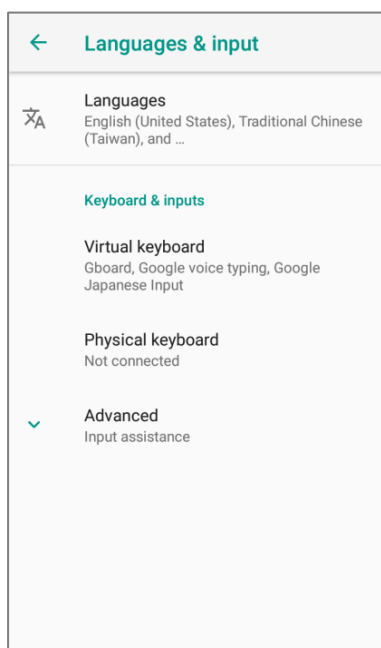 Languages & input
Languages
English (United States), Traditional Chinese
(Taiwan), and …
Keyboard & inputs
Virtual keyboard
Gboard, Google voice typing, Google
Japanese Input
Physical keyboard
Not connected
Advanced
Input assistance